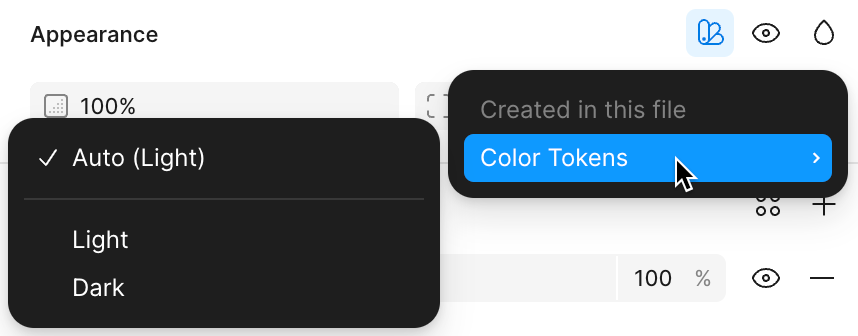 Appearance
100%
Created in this file
Color Tokens
Auto (Light)
Light
Dark
100 %